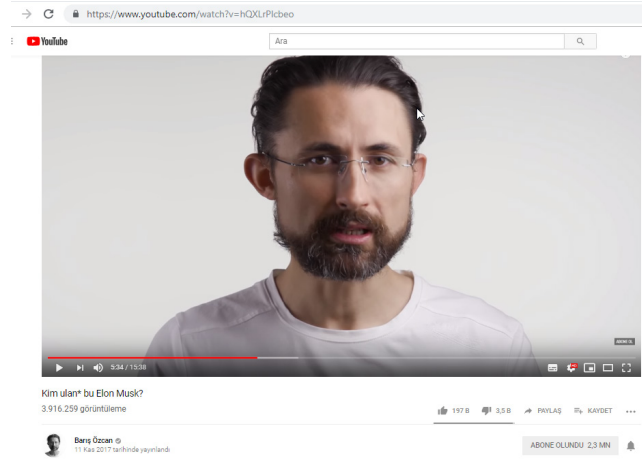 https://www.youtube.com/watch?v=hQXLrPlcbeo
YouTube
Ara
5:34 / 15:38
Kim ulan* bu Elon Musk?
3.916.259 görüntüleme
197 B
3,5 B
PAYLAŞ
KAYDET
Barış Özcan
11 Kas 2017 tarihinde yayınlandı
ABONE OLUNDU 2,3 MN